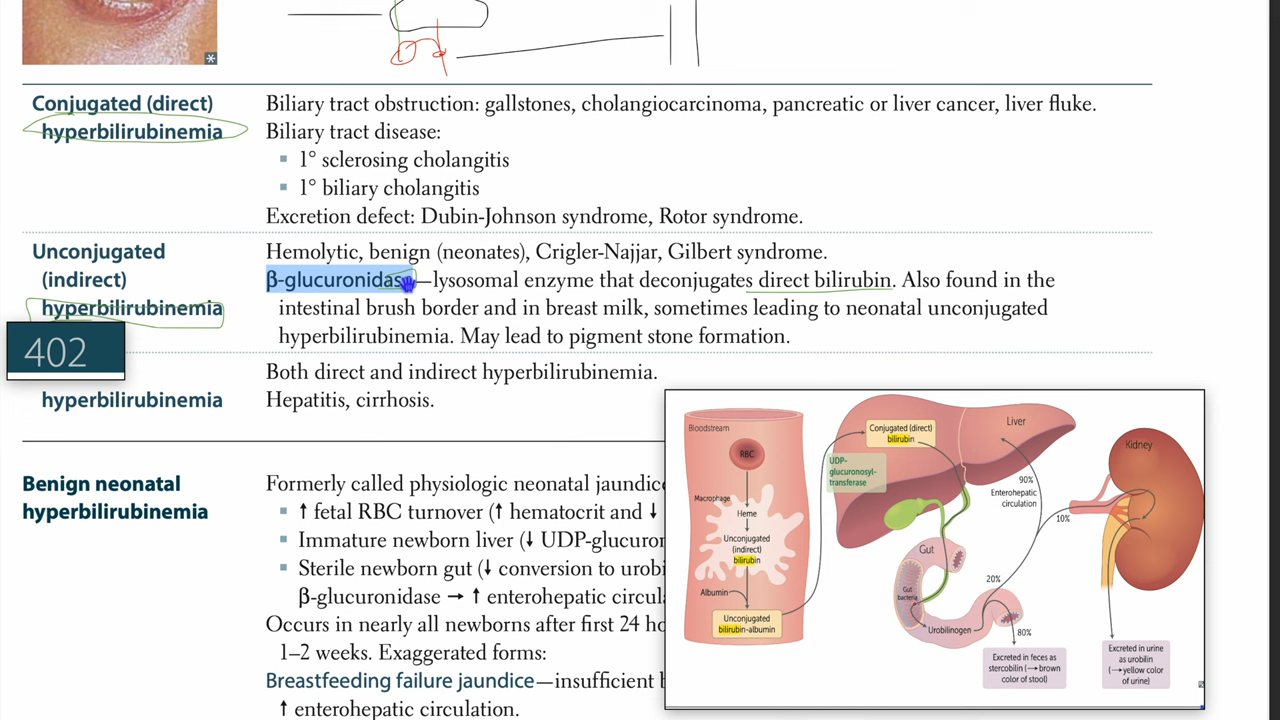 Conjugated (direct)
hyperbilirubinemia
Biliary tract obstruction: gallstones, cholangiocarcinoma, pancreatic or liver cancer, liver fluke.
Biliary tract disease:
▪ 1° sclerosing cholangitis
▪ 1° biliary cholangitis
Excretion defect: Dubin-Johnson syndrome, Rotor syndrome.
Unconjugated
(indirect)
hyperbilirubinemia
Hemolytic, benign (neonates), Crigler-Najjar, Gilbert syndrome.
β-glucuronidas—lysosomal enzyme that deconjugates direct bilirubin. Also found in the
intestinal brush border and in breast milk, sometimes leading to neonatal unconjugated
hyperbilirubinemia. May lead to pigment stone formation.
402
hyperbilirubinemia
Both direct and indirect hyperbilirubinemia.
Hepatitis, cirrhosis.
Benign neonatal
hyperbilirubinemia
Formerly called physiologic neonatal jaundice
▪ ↑ fetal RBC turnover (↑ hematocrit and ↓
▪ Immature newborn liver (↓ UDP-glucuron
▪ Sterile newborn gut (↓ conversion to urobi
β-glucuronidase → ↑ enterohepatic circula
Occurs in nearly all newborns after first 24 ho
1–2 weeks. Exaggerated forms:
Breastfeeding failure jaundice—insufficient b
↑ enterohepatic circulation.
Bloodstream
RBC
Macrophage
Heme
Unconjugated
(indirect)
bilirubin
Albumin
Unconjugated
bilirubin-albumin
Conjugated (direct)
bilirubin
UDP-
glucuronosyl-
transferase
Liver
90%
Enterohepatic
circulation
10%
Kidney
Gut
Gut
bacteria
20%
Urobilinogen
80%
Excreted in feces as
stercobilin (→brown
color of stool)
Excreted in urine
as urobilin
(→yellow color
of urine)